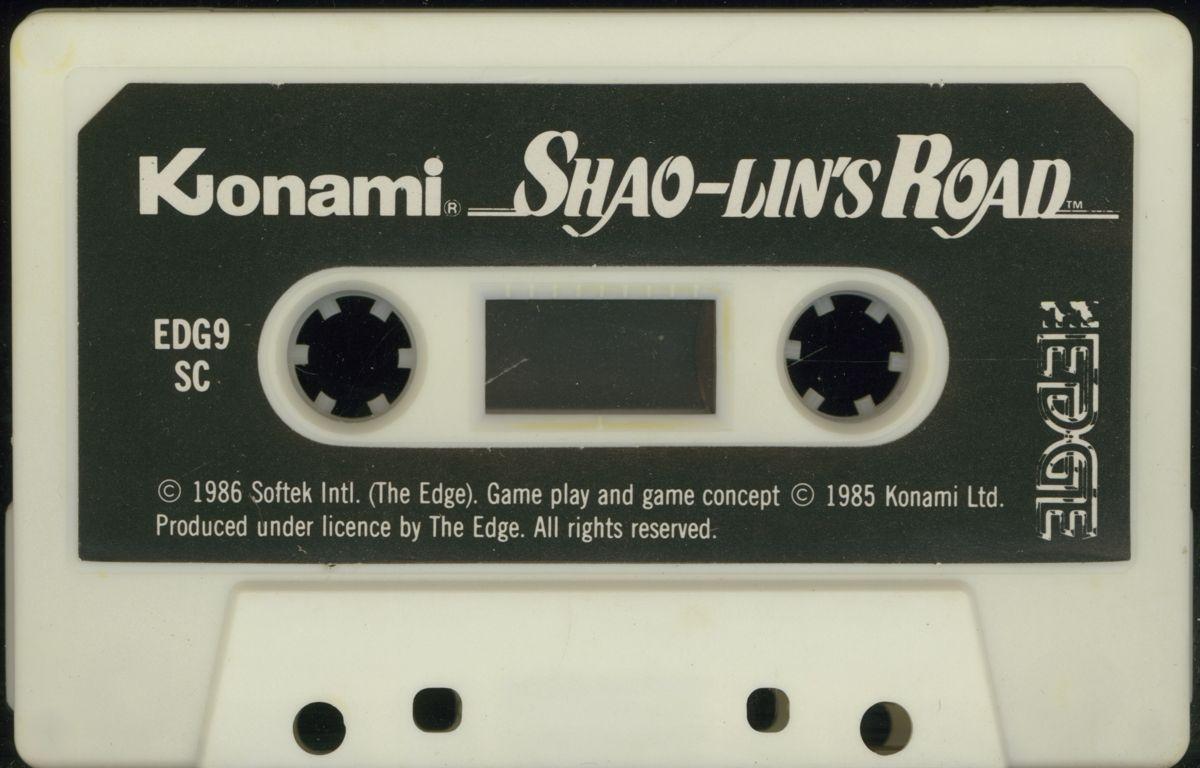 Konami® SHAO-LIN'S ROAD™
EDG9
SC
EDGE
© 1986 Softek Intl. (The Edge). Game play and game concept © 1985 Konami Ltd.
Produced under licence by The Edge. All rights reserved.